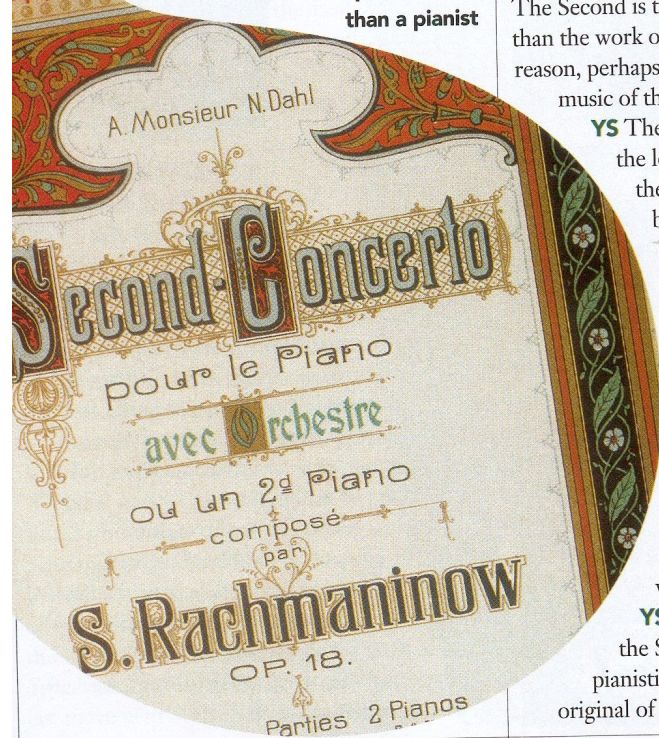 than a pianist
A. Monsieur N. Dahl
Second-Concerto
pour le Piano
avec Orchestre
ou un 2d Piano
composé
par
S. Rachmaninow
OP. 18.
Parties 2 Pianos
The Second is
than the work
reason, perhaps
music of
YS The
the
YS
the
pianisti
original of